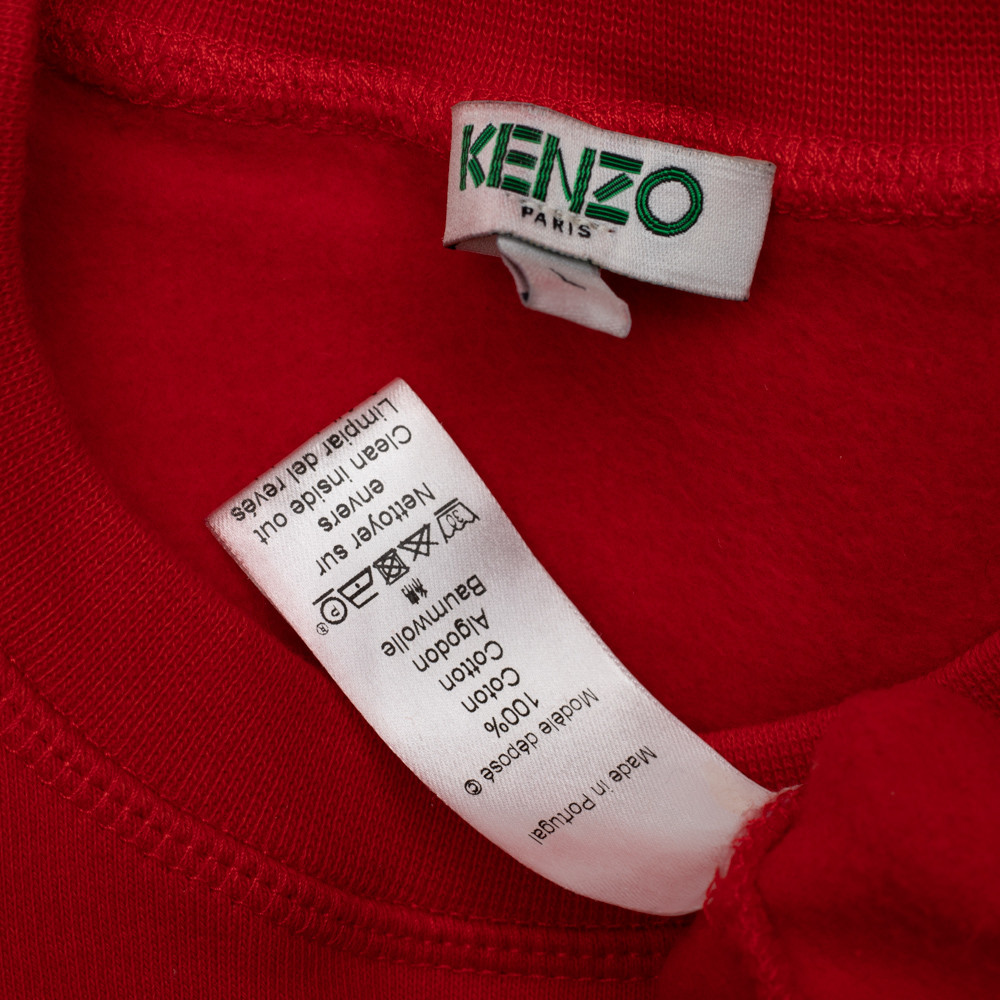 KENZO
PARIS
L
Made in Portugal
Modèle déposé ©
100%
Coton
Cotton
Algodon
Baumwolle
30
P
®
Nettoyer sur
envers
Clean inside out
Limpiar del revés